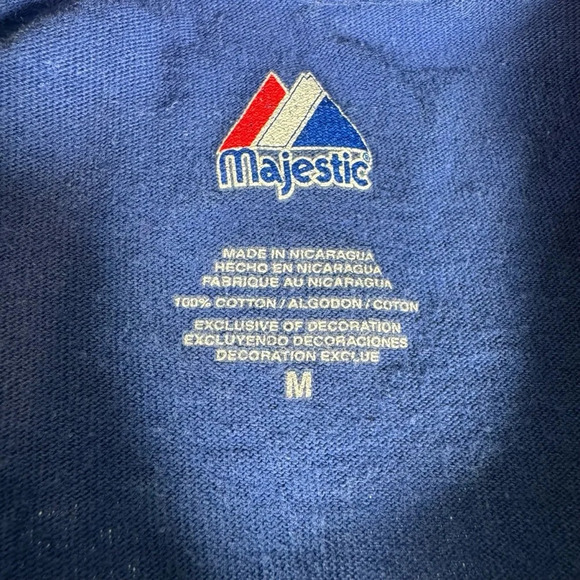 Majestic®
MADE IN NICARAGUA
HECHO EN NICARAGUA
FABRIQUE AU NICARAGUA
100% COTTON / ALGODON / COTON
EXCLUSIVE OF DECORATION
EXCLUYENDO DECORACIONES
DECORATION EXCLUE
M